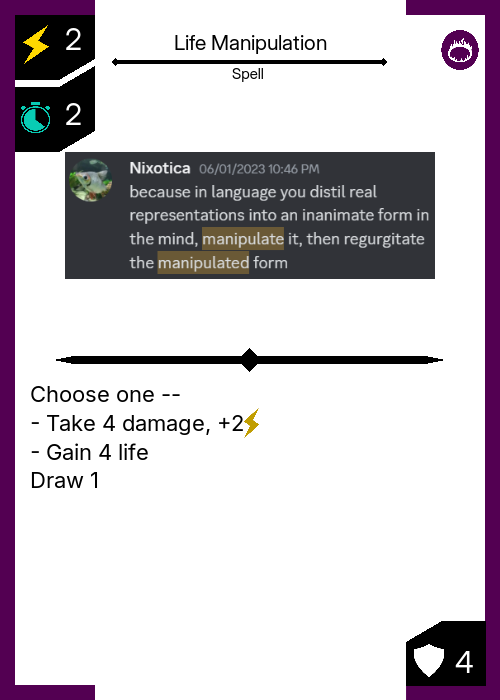 2
Life Manipulation
Spell
2
Nixotica 06/01/2023 10:46 PM
because in language you distil real
representations into an inanimate form in
the mind, manipulate it, then regurgitate
the manipulated form
Choose one --
- Take 4 damage, +2
- Gain 4 life
Draw 1
4